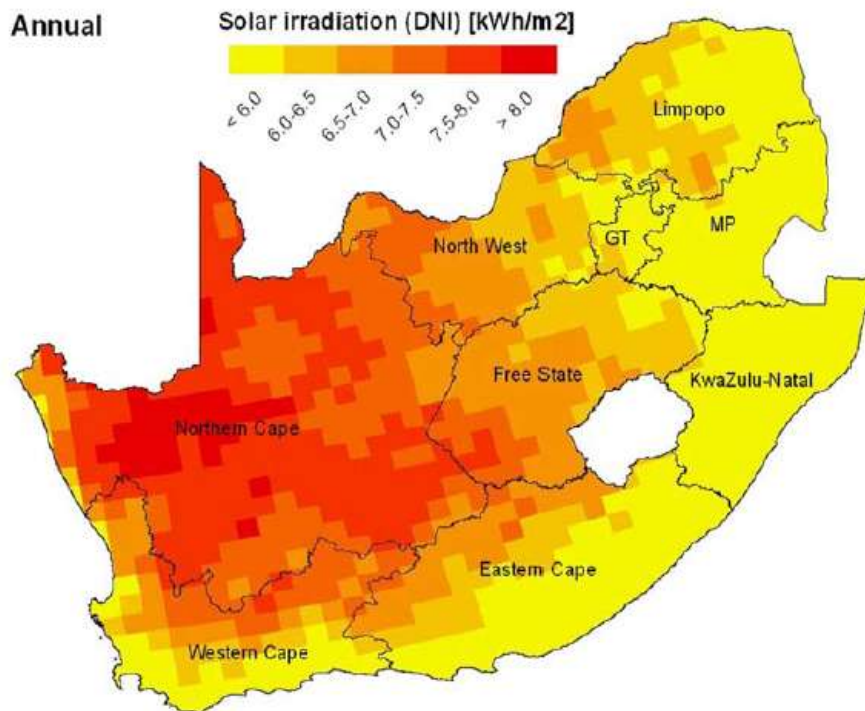 Annual
Solar irradiation (DNI) [kWh/m2]
< 6.0
6.0-6.5
6.5-7.0
7.0-7.5
7.5-8.0
> 8.0
Limpopo
North West
GT
MP
Free State
KwaZulu-Natal
Northern Cape
Eastern Cape
Western Cape